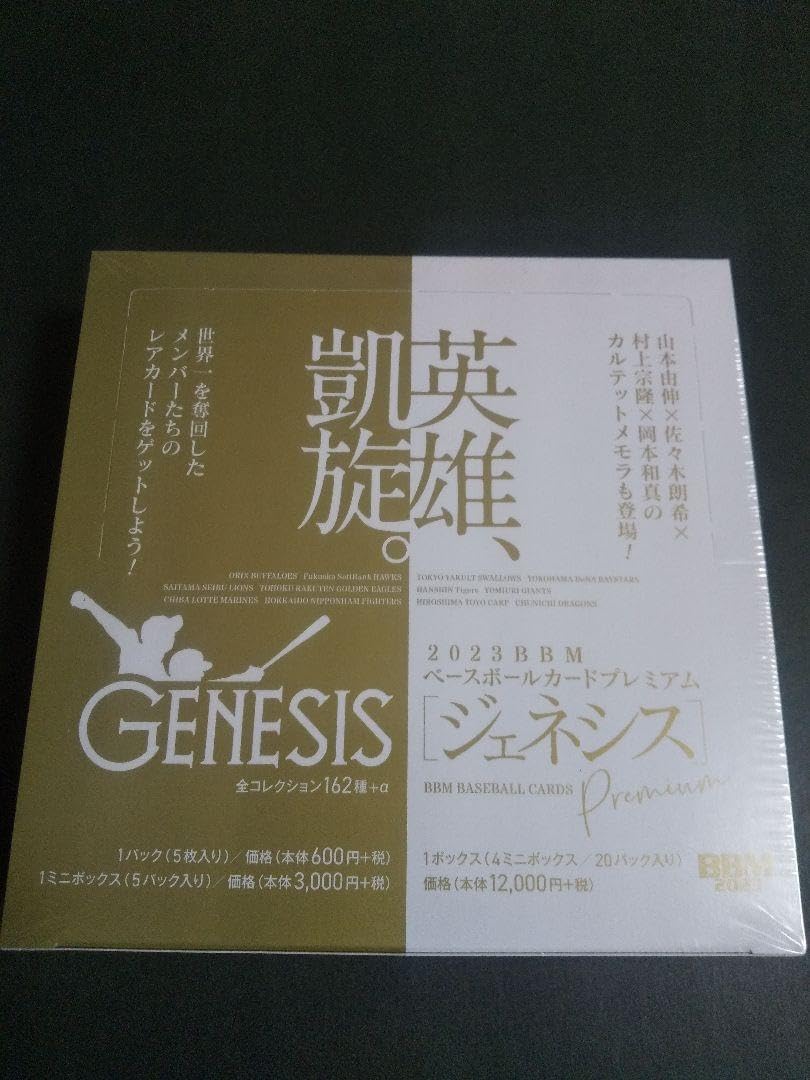 山本由伸×佐々木朗希×
村上宗隆×岡本和真の
カルテットメモラも登場！
英雄、
凱旋。
世界一を奪回した
メンバーたちの
レアカードをゲットしよう！
ORIX BUFFALOES Fukuoka SoftBank HAWKS
SAITAMA SEIBU LIONS TOHOKU RAKUTEN GOLDEN EAGLES
CHIBA LOTTE MARINES HOKKAIDO NIPPONHAM FIGHTERS
TOKYO YAKULT SWALLOWS YOKOHAMA DeNA BAYSTARS
HANSHIN Tigers YOMIURI GIANTS
HIROSHIMA TOYO CARP CHUNICHI DRAGONS
GENESIS
全コレクション162種+α
1パック（5枚入り）／価格（本体600円+税）
1ミニボックス（5パック入り）／価格（本体3,000円+税）
2023 BBM
ベースボールカードプレミアム
［ジェネシス］
BBM BASEBALL CARDS Premium
1ボックス（4ミニボックス／20パック入り）
価格（本体12,000円+税）
BBM
2023